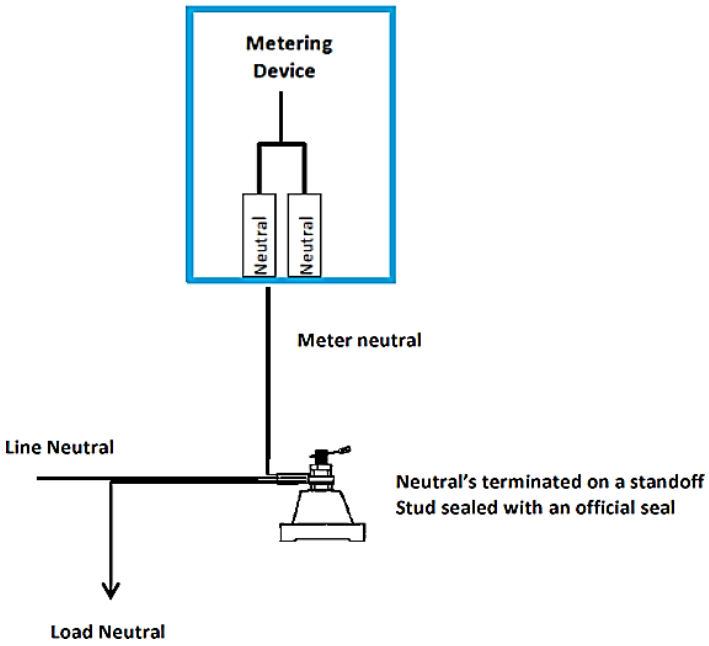 Metering
Device
Neutral
Neutral
Meter neutral
Line Neutral
Neutral's terminated on a standoff
Stud sealed with an official seal
Load Neutral